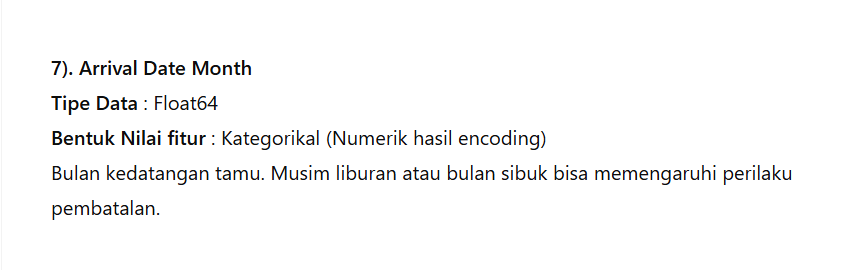 7). Arrival Date Month
Tipe Data : Float64
Bentuk Nilai fitur : Kategorikal (Numerik hasil encoding)
Bulan kedatangan tamu. Musim liburan atau bulan sibuk bisa memengaruhi perilaku
pembatalan.